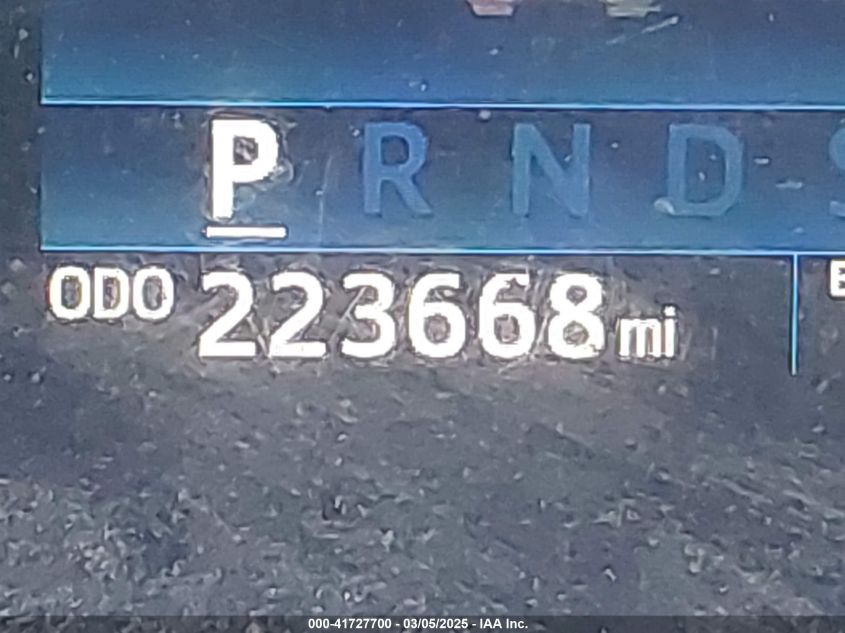 P R N D
ODO 223668 mi
000-41727700 - 03/05/2025 - IAA Inc.